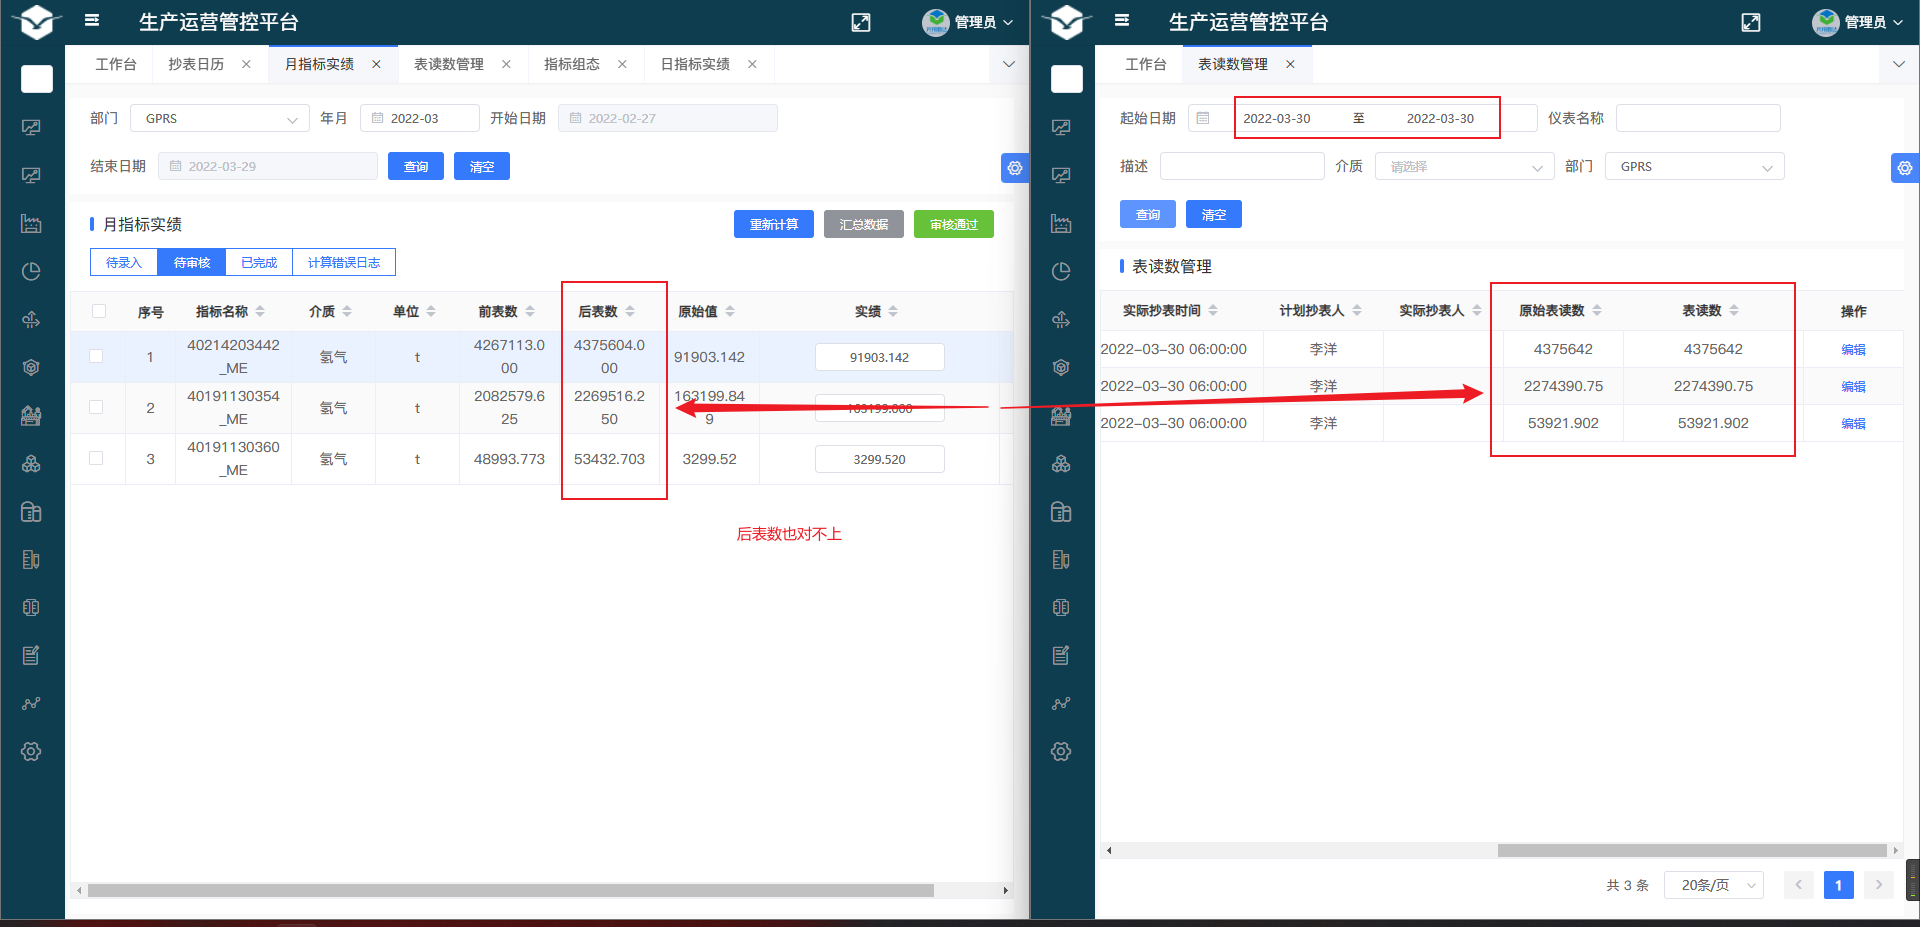 生产运营管控平台
管理员
工作台
抄表日历
月指标实绩
表读数管理
指标组态
日指标实绩
部门
GPRS
年月
2022-03
开始日期
2022-02-27
结束日期
2022-03-29
查询
清空
月指标实绩
重新计算
汇总数据
审核通过
待录入
待审核
已完成
计算错误日志
序号 指标名称 介质 单位 前表数 后表数 原始值 实绩
1 40214203442_ME 氢气 t 4267113.000 4375604.000 91903.142 91903.142
2 40191130354_ME 氢气 t 2082579.625 2269516.250 163199.849 163199.000
3 40191130360_ME 氢气 t 48993.773 53432.703 3299.52 3299.520
后表数也对不上
生产运营管控平台
管理员
工作台
表读数管理
起始日期
2022-03-30 至 2022-03-30
仪表名称
描述
介质
请选择
部门
GPRS
查询
清空
表读数管理
实际抄表时间 计划抄表人 实际抄表人 原始表读数 表读数 操作
2022-03-30 06:00:00 李洋 4375642 4375642 编辑
2022-03-30 06:00:00 李洋 2274390.75 2274390.75 编辑
2022-03-30 06:00:00 李洋 53921.902 53921.902 编辑
共 3 条
20条/页
1